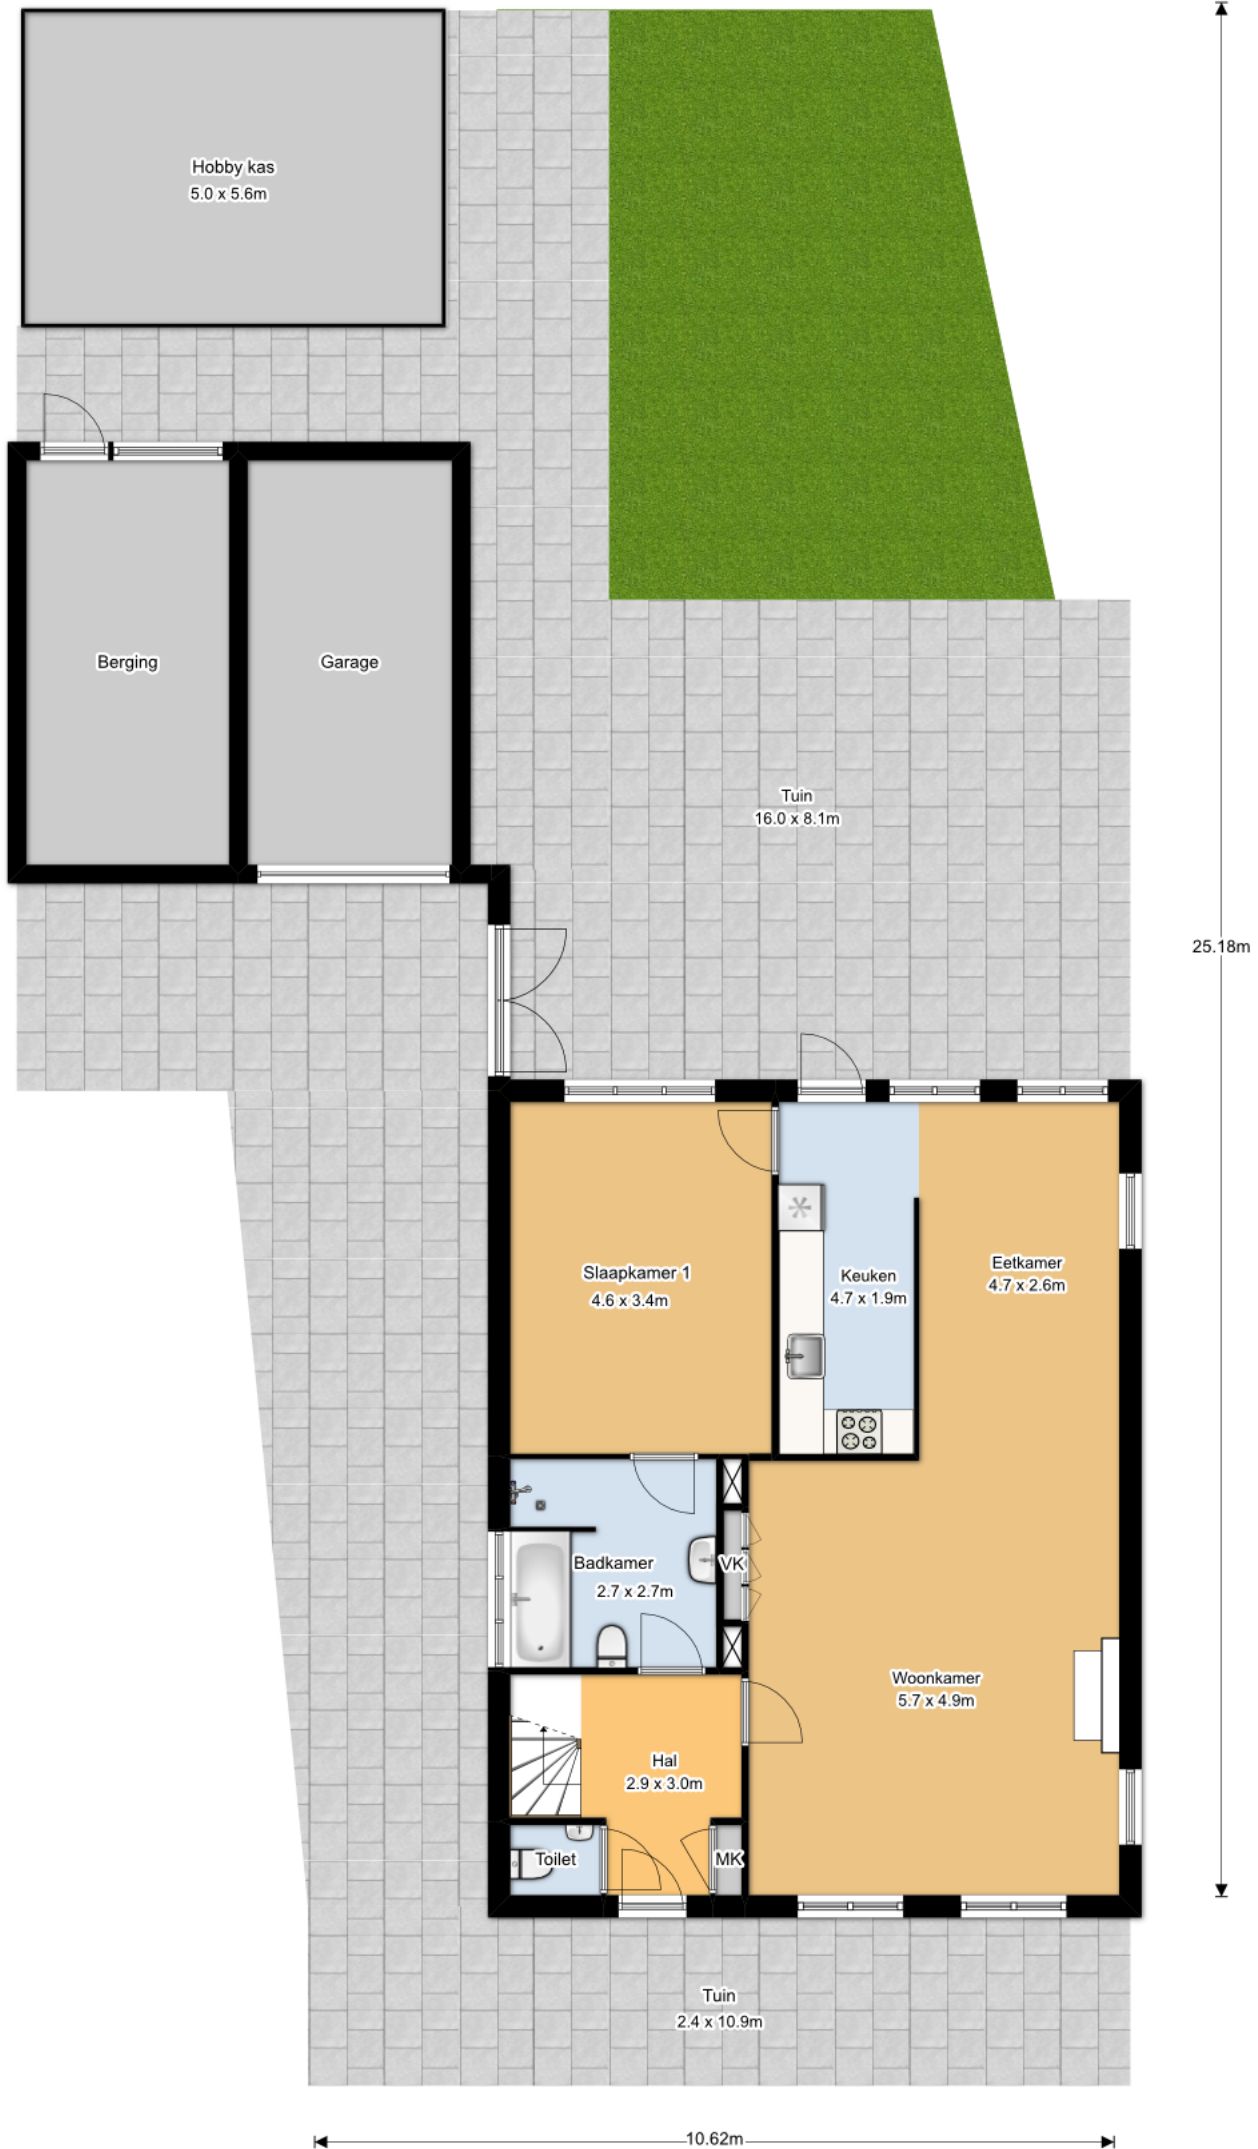 Hobby kas
5.0 x 5.6m
Berging
Garage
Tuin
16.0 x 8.1m
25.18m
Slaapkamer 1
4.6 x 3.4m
Keuken
4.7 x 1.9m
Eetkamer
4.7 x 2.6m
Badkamer
2.7 x 2.7m
VK
Woonkamer
5.7 x 4.9m
Hal
2.9 x 3.0m
Toilet
MK
Tuin
2.4 x 10.9m
10.62m